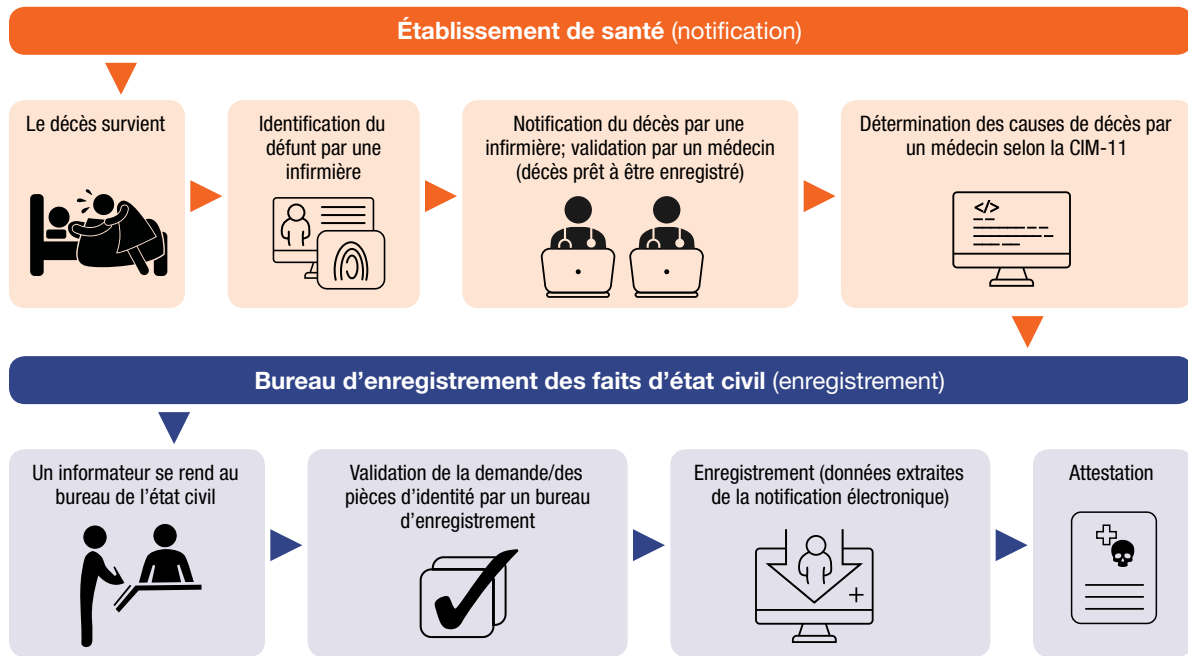 Établissement de santé (notification)
Le décès survient
Identification du
défunt par une
infirmière
Notification du décès par une
infirmière; validation par un médecin
(décès prêt à être enregistré)
Détermination des causes de décès par
un médecin selon la CIM-11
</>
Bureau d'enregistrement des faits d'état civil (enregistrement)
Un informateur se rend au
bureau de l'état civil
Validation de la demande/des
pièces d'identité par un bureau
d'enregistrement
Enregistrement (données extraites
de la notification électronique)
Attestation